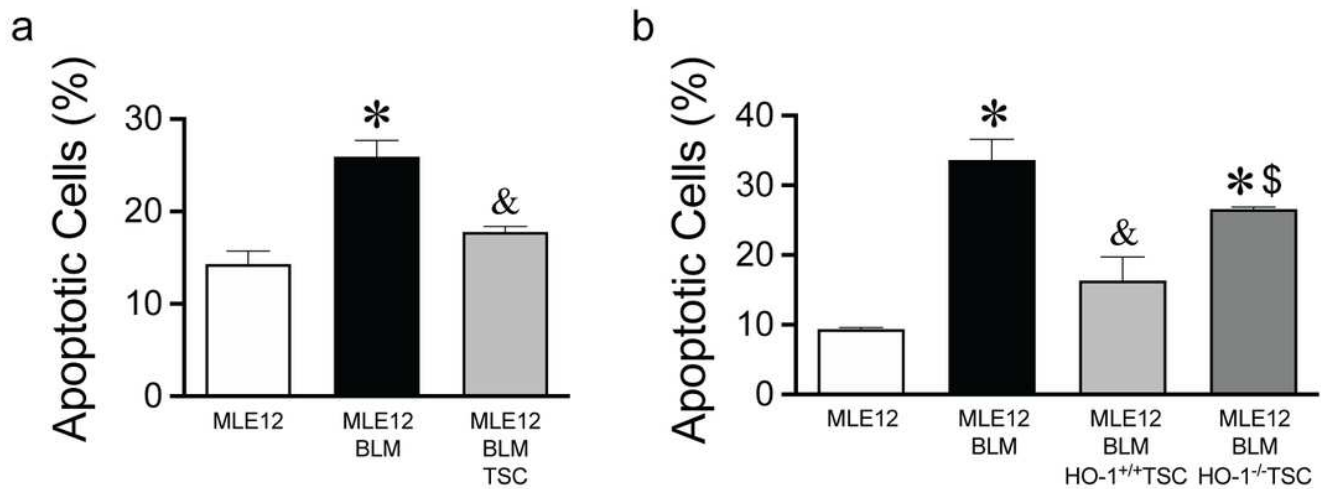 a
Apoptotic Cells (%)
30
20
10
0
*
&
MLE12
MLE12
BLM
MLE12
BLM
TSC
b
Apoptotic Cells (%)
40
30
20
10
0
*
&
* $
MLE12
MLE12
BLM
MLE12
BLM
HO-1⁺/⁺TSC
MLE12
BLM
HO-1⁻/⁻TSC